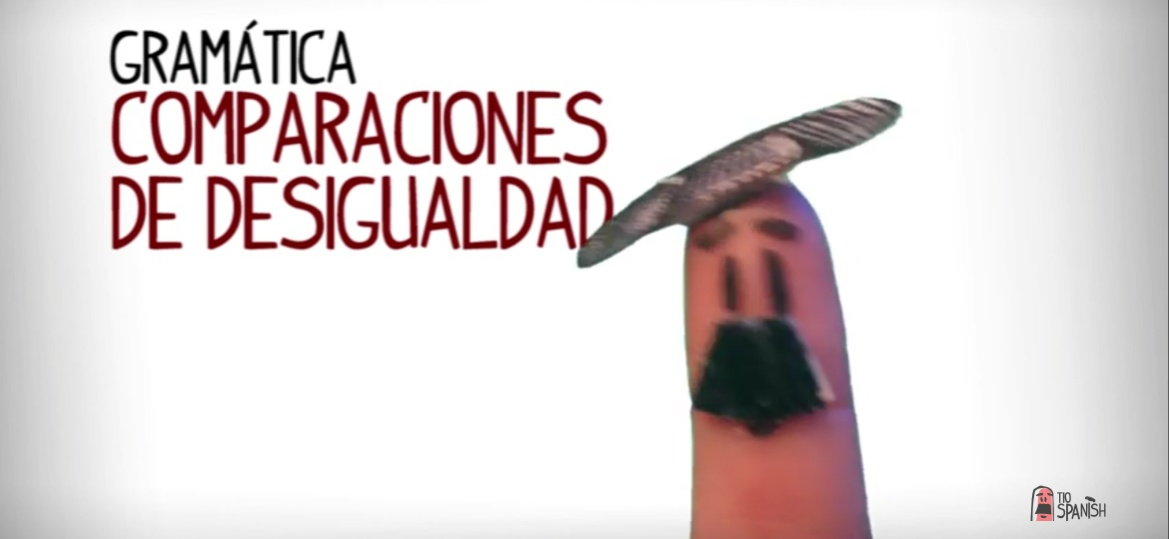 GRAMÁTICA
COMPARACIONES
DE DESIGUALDAD
TIO
SPANISH